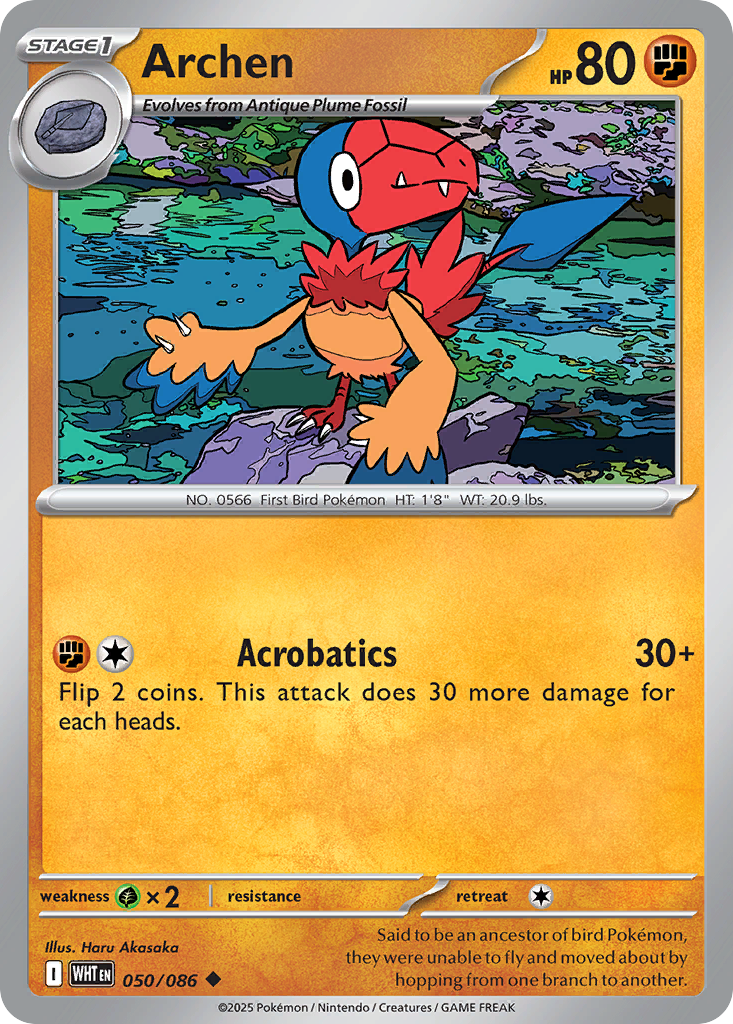 STAGE1
Archen
HP 80
Evolves from Antique Plume Fossil
NO. 0566 First Bird Pokémon HT: 1'8" WT: 20.9 lbs.
Acrobatics 30+
Flip 2 coins. This attack does 30 more damage for
each heads.
weakness ×2 resistance retreat
Illus. Haru Akasaka
Said to be an ancestor of bird Pokémon,
they were unable to fly and moved about by
hopping from one branch to another.
I WHT EN 050/086
©2025 Pokémon / Nintendo / Creatures / GAME FREAK